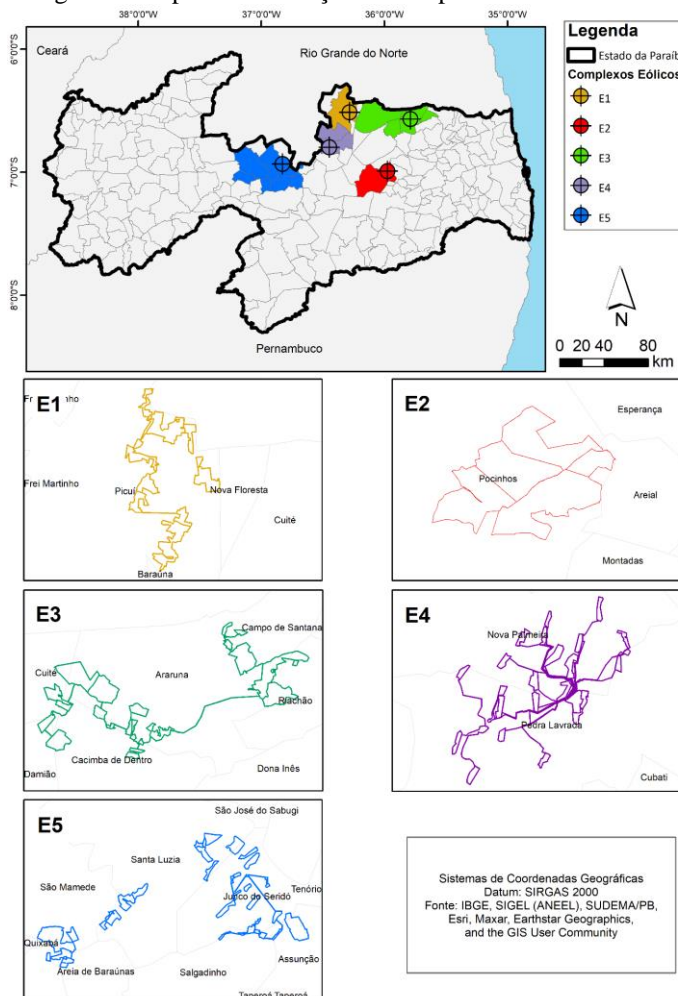 38°0'0"O 37°0'0"O 36°0'0"O 35°0'0"O
6°0'0"S
7°0'0"S
8°0'0"S
Ceará
Rio Grande do Norte
Pernambuco
Legenda
Estado da Paraíb
Complexos Eólicos
E1
E2
E3
E4
E5
N
0 20 40 80
km
E1
Frei Martinho
Picuí
Nova Floresta
Cuité
Baraúna
E2
Esperança
Pocinhos
Areial
Montadas
E3
Campo de Santana
Cuité
Araruna
Riachão
Cacimba de Dentro
Damião
Dona Inês
E4
Nova Palmeira
Pedra Lavrada
Cubati
E5
São José do Sabugi
Santa Luzia
São Mamede
Junco do Seridó
Tenório
Quixabá
Areia de Baraúnas
Salgadinho
Assunção
Taperoá Taperoá
Sistemas de Coordenadas Geográficas
Datum: SIRGAS 2000
Fonte: IBGE, SIGEL (ANEEL), SUDEMA/PB,
Esri, Maxar, Earthstar Geographics,
and the GIS User Community